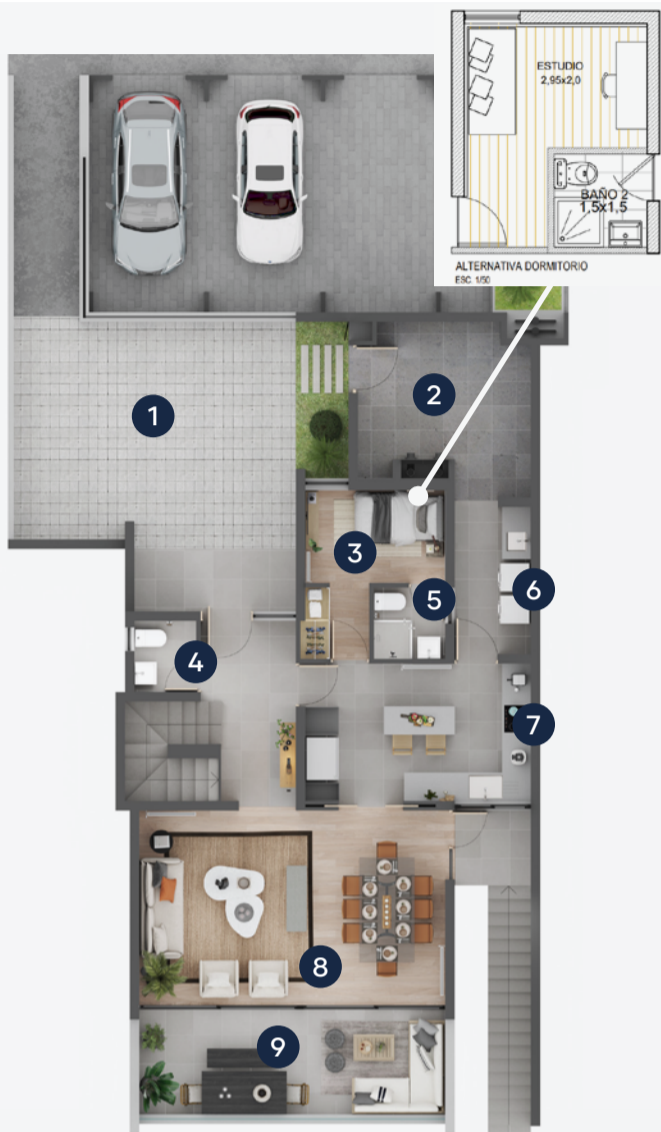 ESTUDIO
2,95x2,0
BAÑO 2
1,5x1,5
ALTERNATIVA DORMITORIO
ESC. 1/50
1
2
3
5
6
4
7
8
9